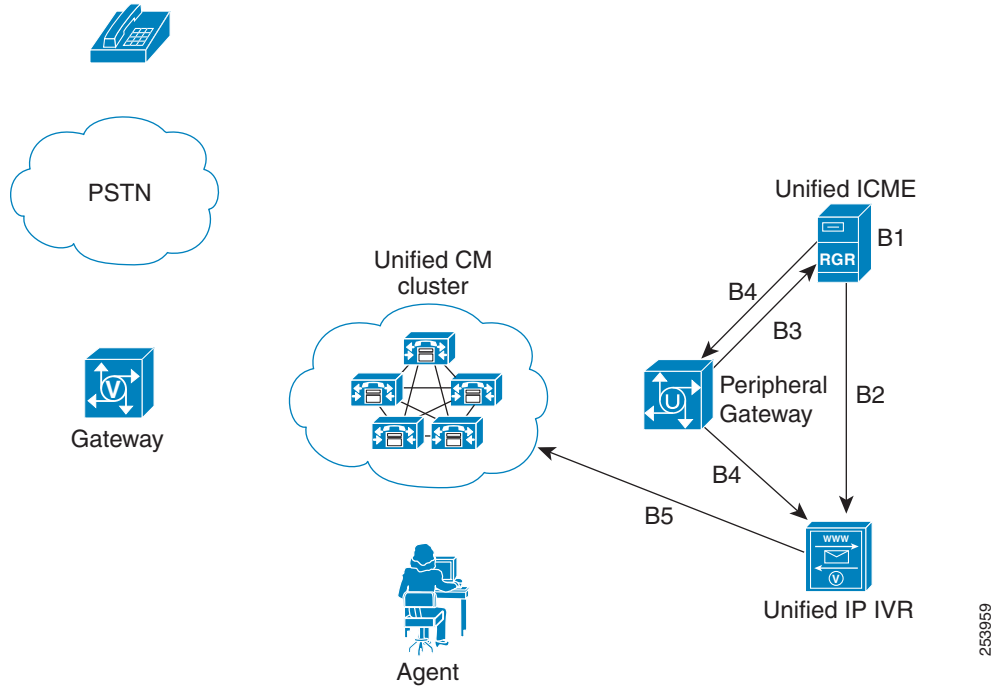 PSTN
Unified ICME
B1
RGR
Unified CM
cluster
B4
B3
V
U
Peripheral
Gateway
B2
Gateway
B4
B5
WWW
V
Unified IP IVR
Agent
253959